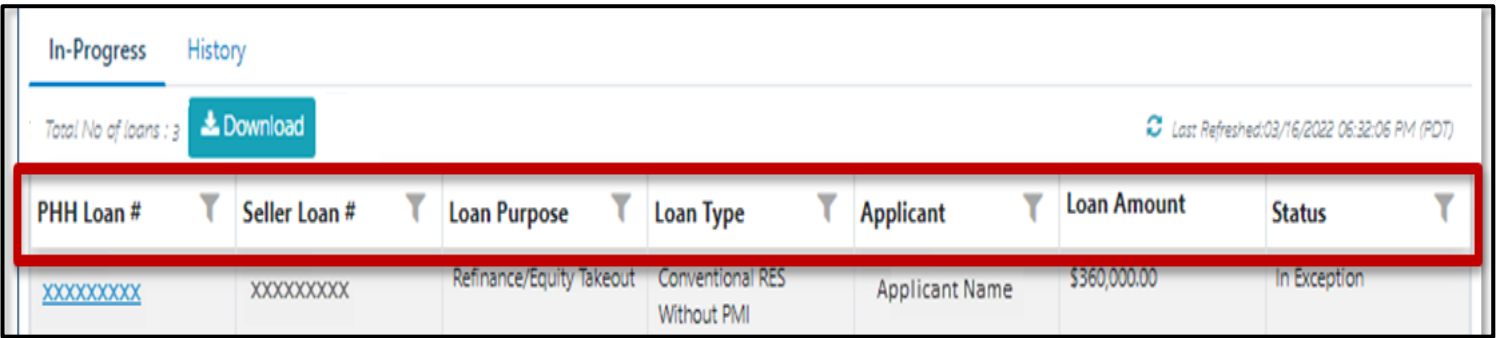 In-Progress History
Total No of loans : 3 Download Last Refreshed:03/16/2022 06:32:06 PM (PDT)
PHH Loan # Seller Loan # Loan Purpose Loan Type Applicant Loan Amount Status
XXXXXXXXX XXXXXXXXX Refinance/Equity Takeout Conventional RES Applicant Name $360,000.00 In Exception
Without PMI